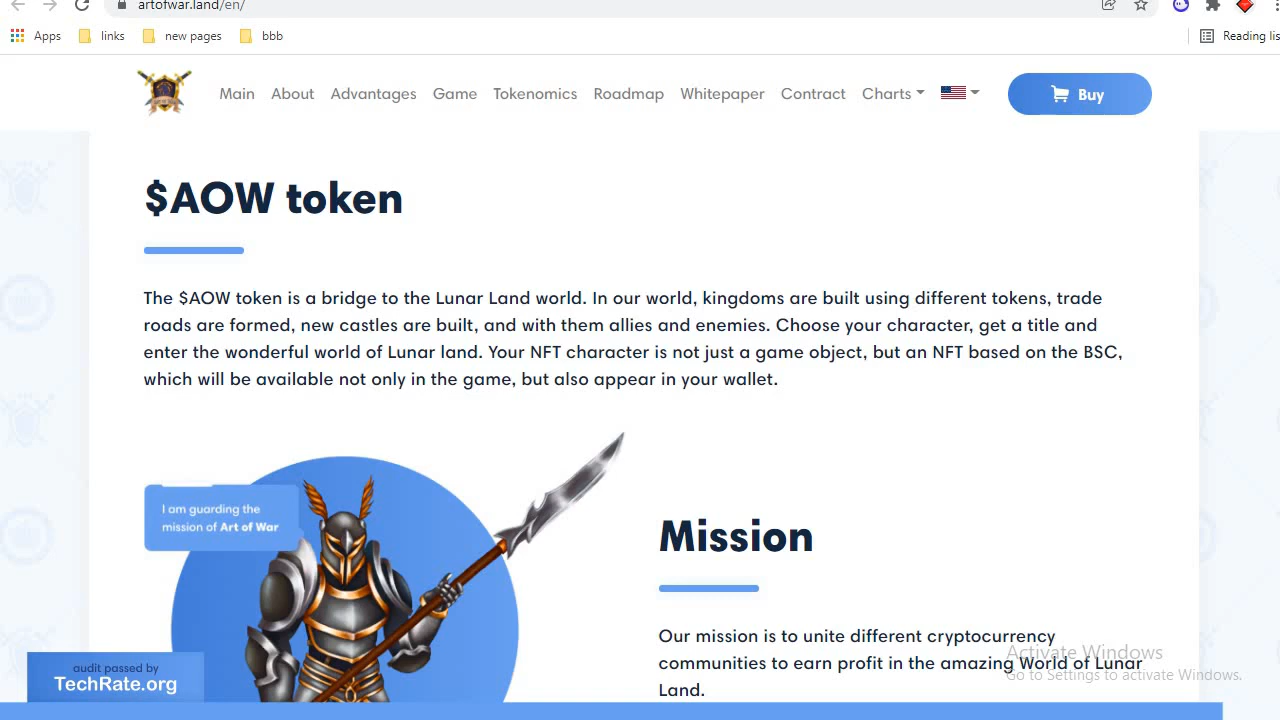 artofwar.land/en/
Apps links new pages bbb Reading lis
Main About Advantages Game Tokenomics Roadmap Whitepaper Contract Charts Buy
$AOW token
The $AOW token is a bridge to the Lunar Land world. In our world, kingdoms are built using different tokens, trade
roads are formed, new castles are built, and with them allies and enemies. Choose your character, get a title and
enter the wonderful world of Lunar land. Your NFT character is not just a game object, but an NFT based on the BSC,
which will be available not only in the game, but also appear in your wallet.
I am guarding the
mission of Art of War
Mission
Our mission is to unite different cryptocurrency
communities to earn profit in the amazing World of Lunar
Land.
audit passed by
TechRate.org
Activate Windows
Go to Settings to activate Windows.